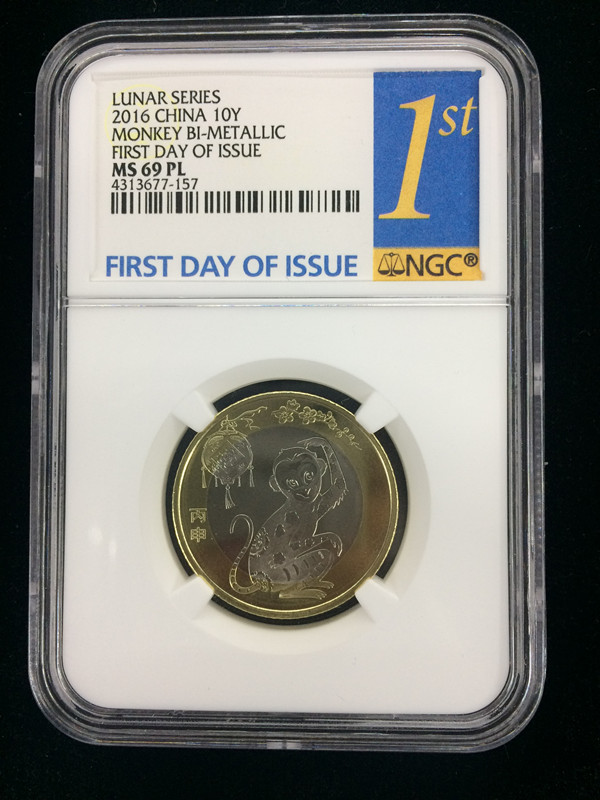 LUNAR SERIES
2016 CHINA 10Y
MONKEY BI-METALLIC
FIRST DAY OF ISSUE
MS 69 PL
4313677-157
FIRST DAY OF ISSUE
1st
NGC®
丙申